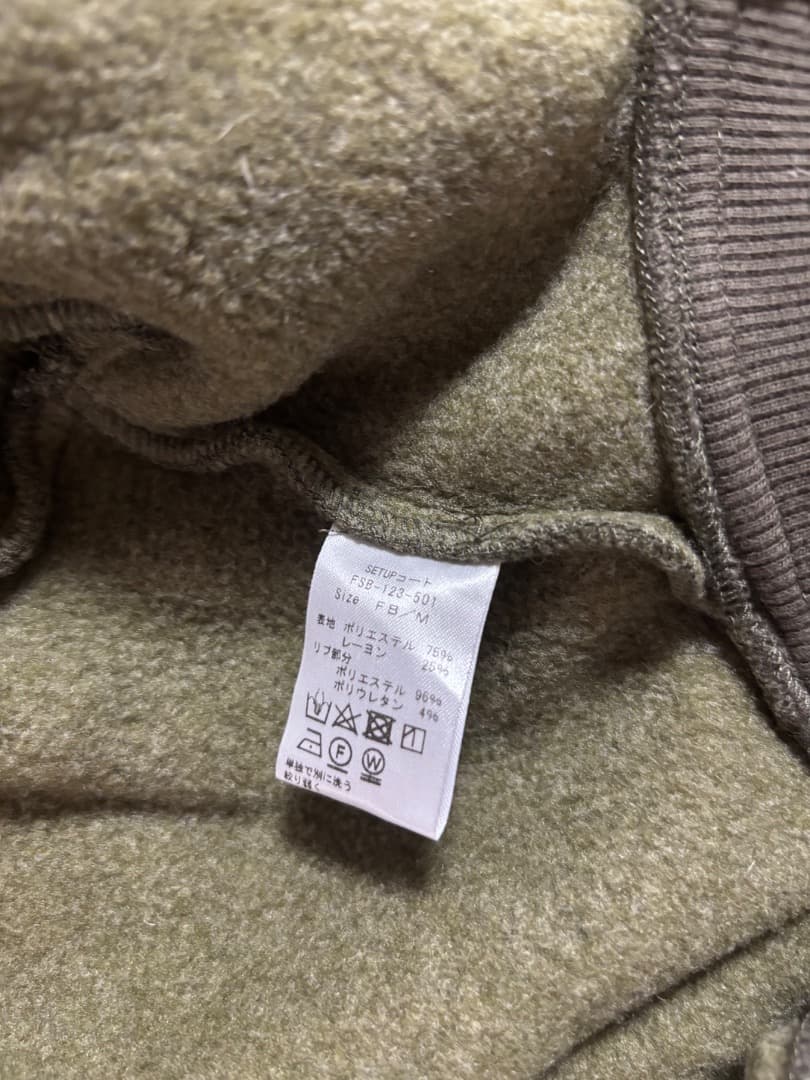 SETUPコート
FSB-123-501
Size FB/M
表地 ポリエステル 75%
レーヨン 25%
リブ部分
ポリエステル 96%
ポリウレタン 4%
F W
単独で別に洗う
絞り弱く